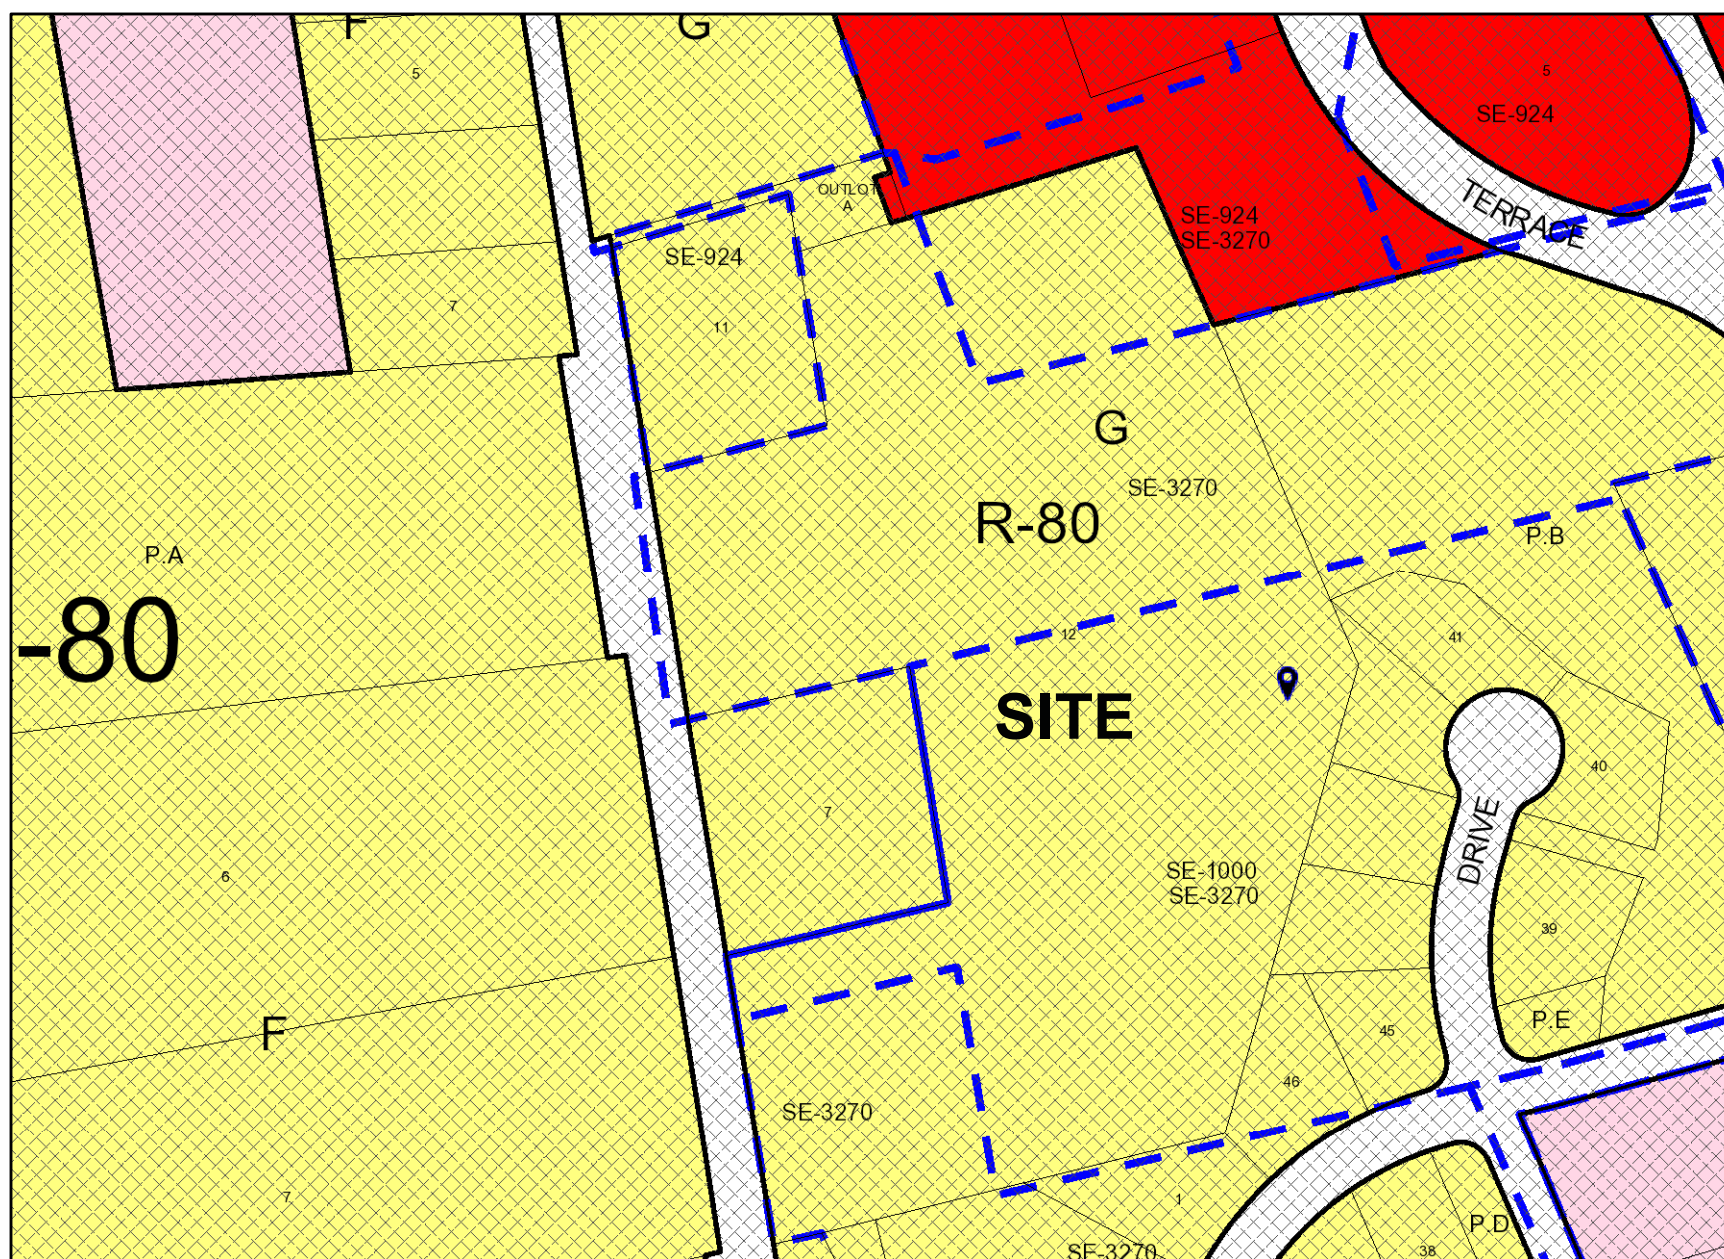 F
G
5
5
SE-924
OUTLOT
A
TERRACE
SE-924
SE-3270
SE-924
7
11
G
SE-3270
R-80
P.B
P.A
-80
12
41
SITE
40
7
DRIVE
6
SE-1000
SE-3270
39
F
P.E
45
46
SE-3270
7
1
P.D
38
SE-3270